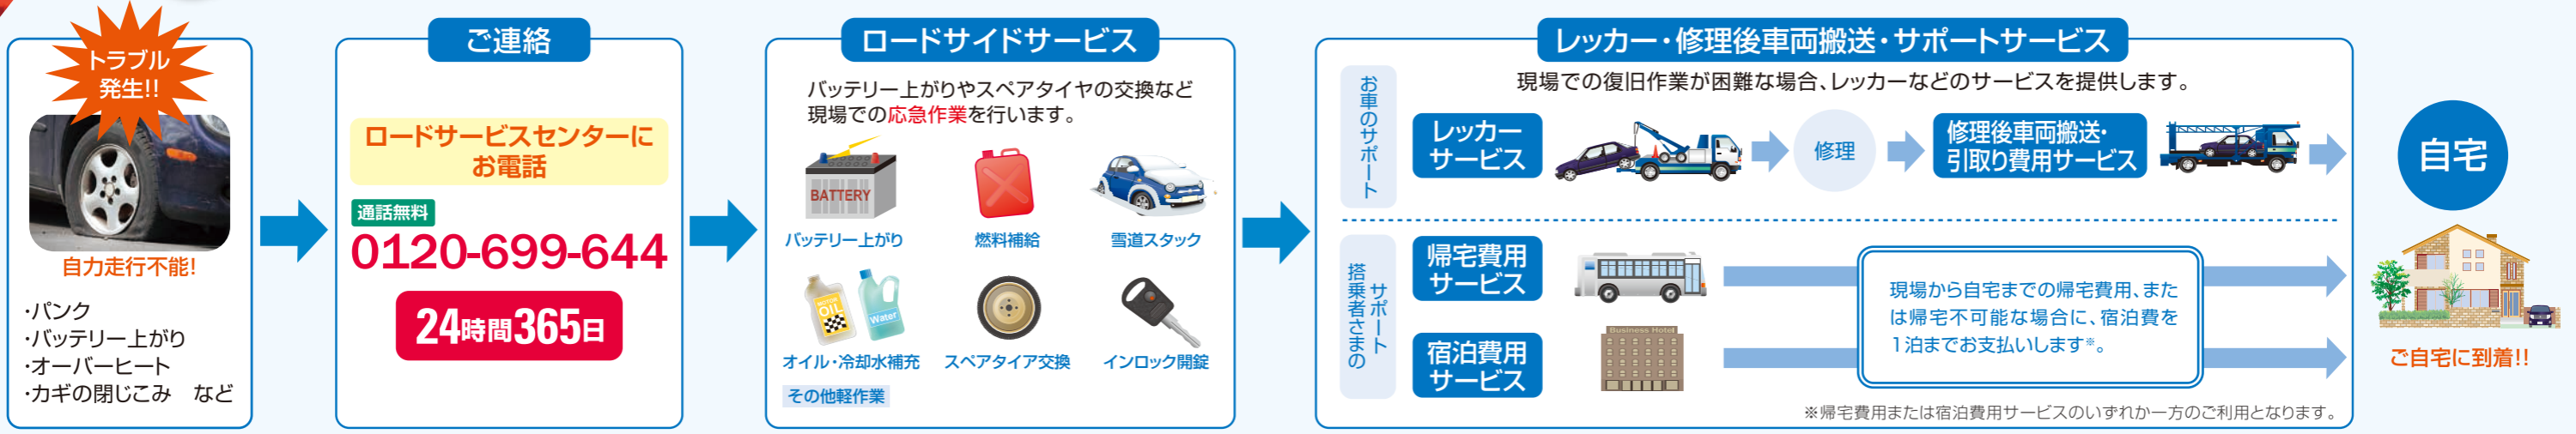 トラブル
発生!!
自力走行不能!
・パンク
・バッテリー上がり
・オーバーヒート
・カギの閉じこみ　など
ご連絡
ロードサービスセンターに
お電話
通話無料
0120-699-644
24時間365日
ロードサイドサービス
バッテリー上がりやスペアタイヤの交換など
現場での応急作業を行います。
BATTERY
バッテリー上がり
燃料補給
雪道スタック
MOTOR
OIL
Water
オイル・冷却水補充
スペアタイア交換
インロック開錠
その他軽作業
レッカー・修理後車両搬送・サポートサービス
お車のサポート
現場での復旧作業が困難な場合、レッカーなどのサービスを提供します。
レッカー
サービス
修理
修理後車両搬送・
引取り費用サービス
搭乗者さまの
サポート
帰宅費用
サービス
Business Hotel
宿泊費用
サービス
現場から自宅までの帰宅費用、また
は帰宅不可能な場合に、宿泊費を
1泊までお支払いします※。
※帰宅費用または宿泊費用サービスのいずれか一方のご利用となります。
自宅
ご自宅に到着!!